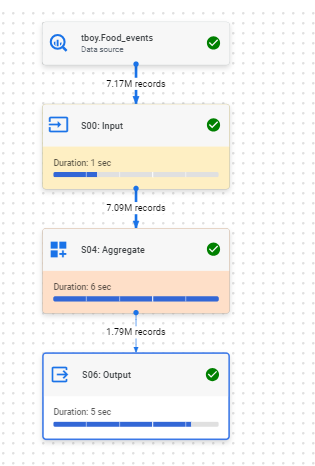 tboy.Food_events
Data source
7.17M records
S00: Input
Duration: 1 sec
7.09M records
S04: Aggregate
Duration: 6 sec
1.79M records
S06: Output
Duration: 5 sec